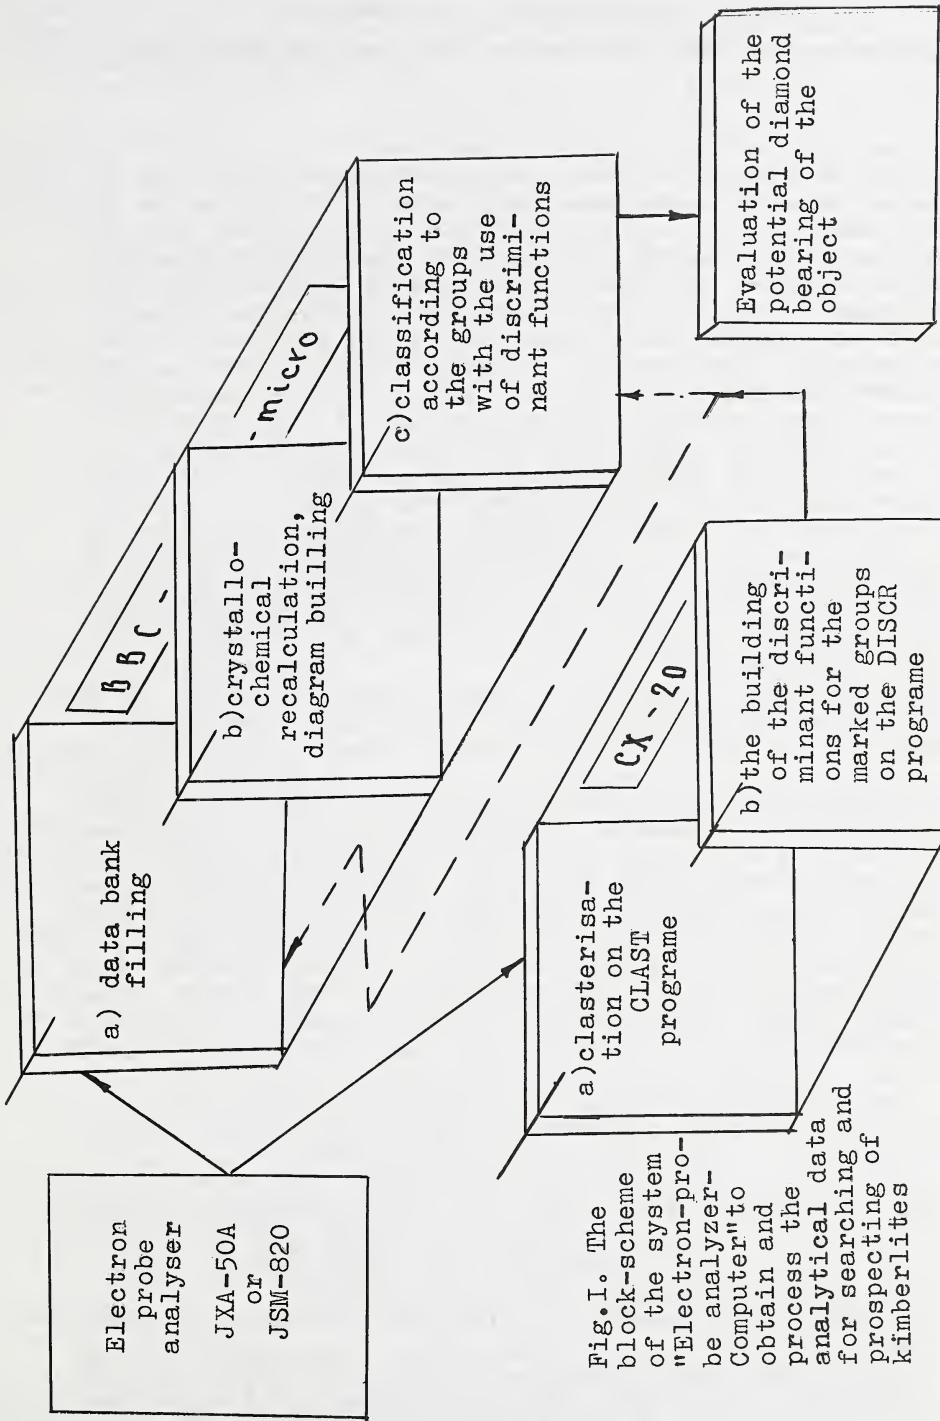 Electron
probe
analyser
JXA-50A
or
JSM-820
a) data bank
filling
BBC -
- micro
b)crystallo-
chemical
recalculation,
diagram builling
c)classification
according to
the groups
with the use
of discrimi-
nant functions
Evaluation of the
potential diamond
bearing of the
object
a)clasterisa-
tion on the
CLAST
programe
CX-20
b)the building
of the discri-
minant functi-
ons for the
marked groups
on the DISCR
programe
Fig.I. The
block-scheme
of the system
"Electron-pro-
be analyzer-
Computer"to
obtain and
process the
analytical data
for searching and
prospecting of
kimberlites